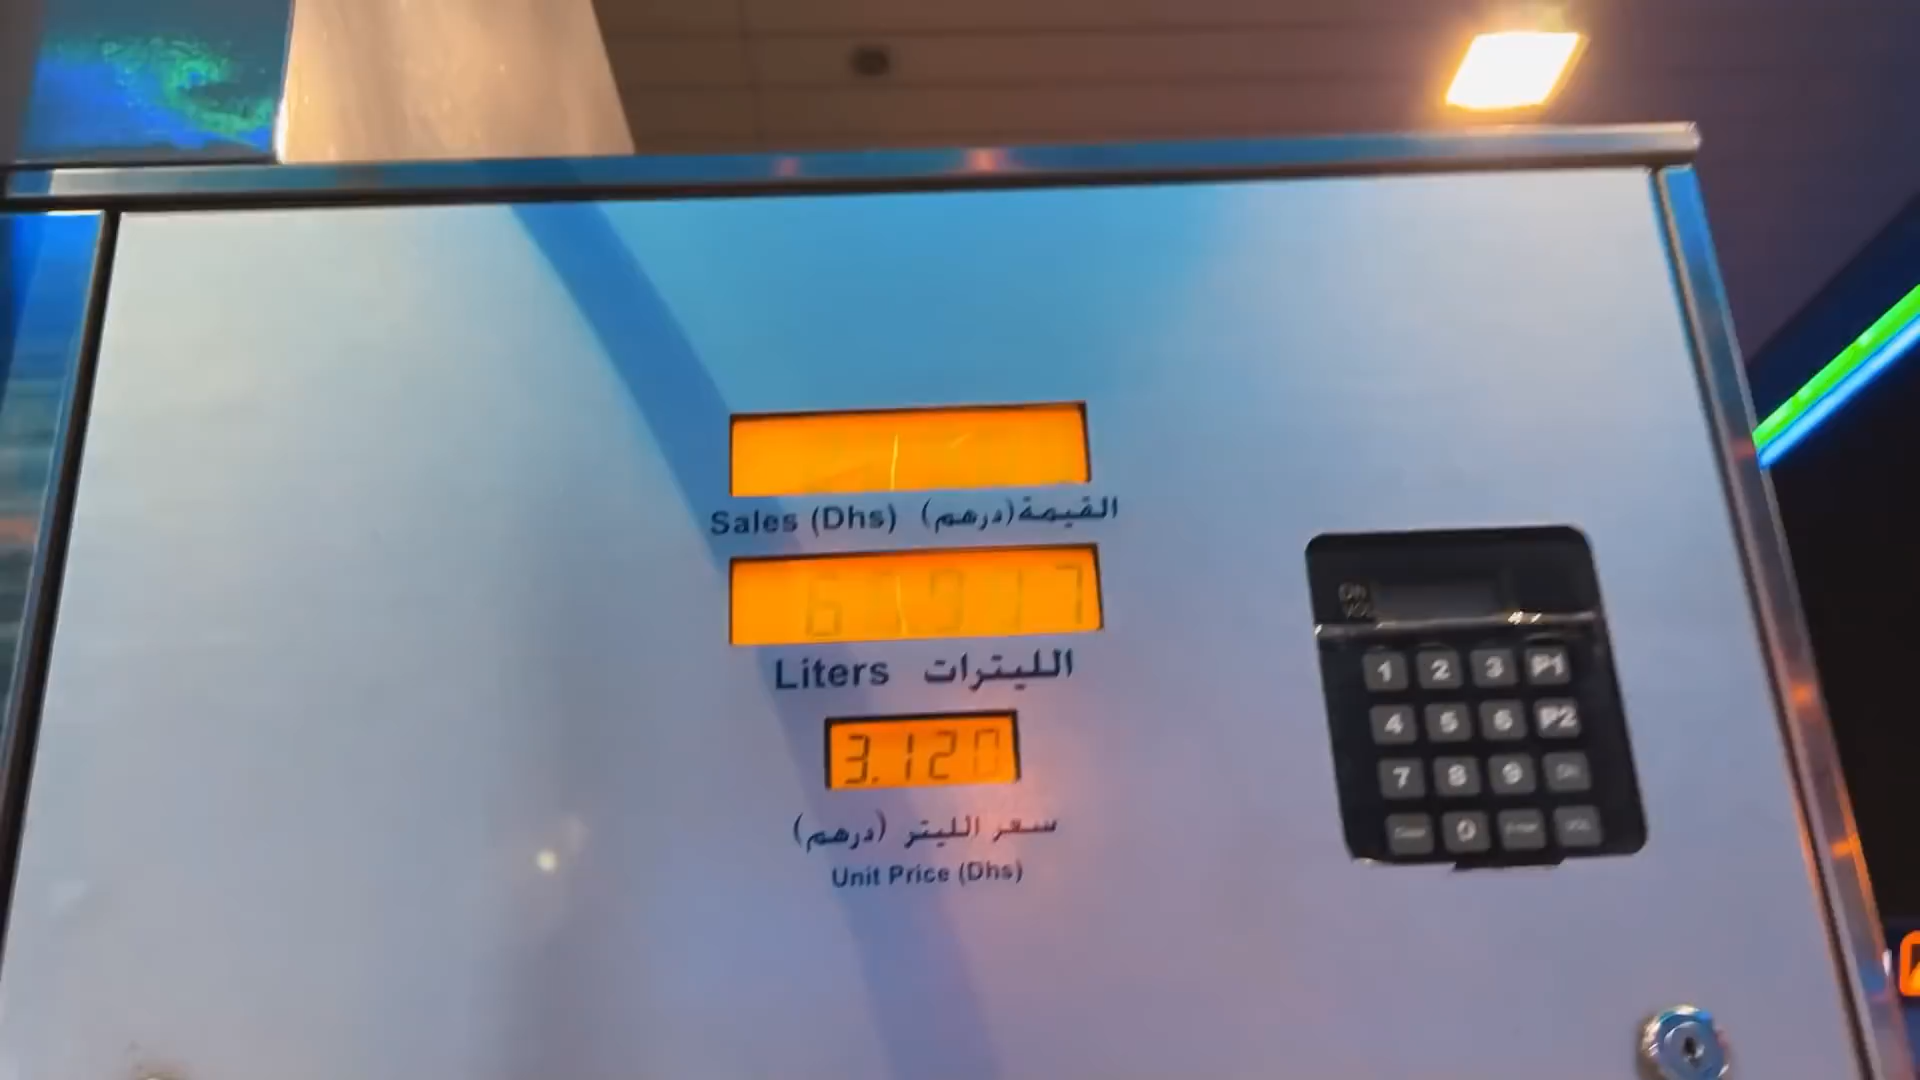 Sales (Dhs) القيمة(درهم)
Liters الليترات
3.120
سعر الليتر (درهم)
Unit Price (Dhs)
1 2 3 P1
4 5 6 P2
7 8 9
0